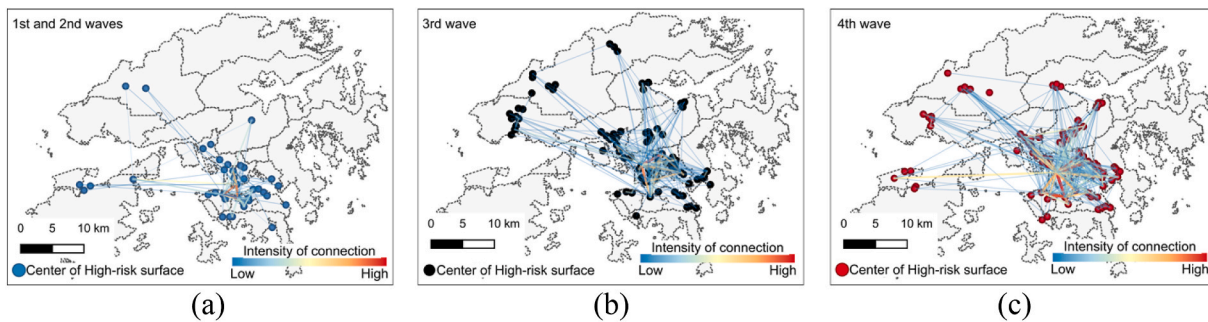 1st and 2nd waves
0 5 10 km
Intensity of connection
Low High
Center of High-risk surface
(a)
3rd wave
0 5 10 km
Intensity of connection
Low High
Center of High-risk surface
(b)
4th wave
0 5 10 km
Intensity of connection
Low High
Center of High-risk surface
(c)